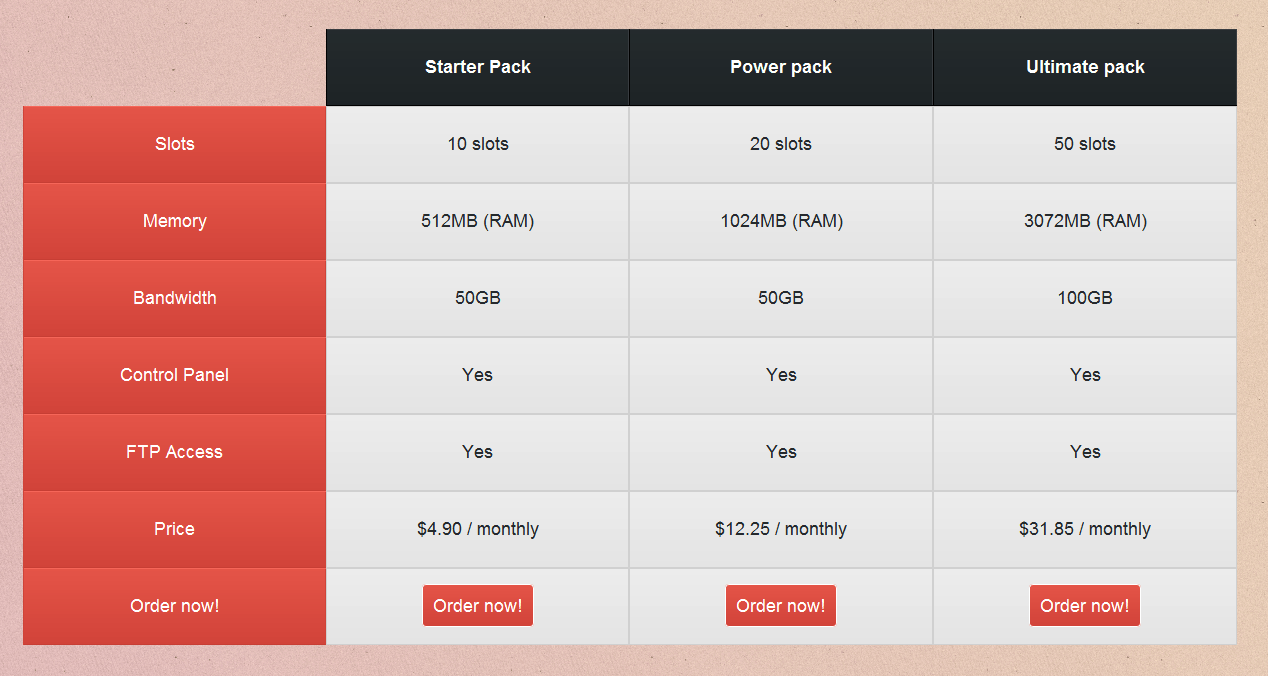 Starter Pack Power pack Ultimate pack
Slots 10 slots 20 slots 50 slots
Memory 512MB (RAM) 1024MB (RAM) 3072MB (RAM)
Bandwidth 50GB 50GB 100GB
Control Panel Yes Yes Yes
FTP Access Yes Yes Yes
Price $4.90 / monthly $12.25 / monthly $31.85 / monthly
Order now! Order now! Order now! Order now!